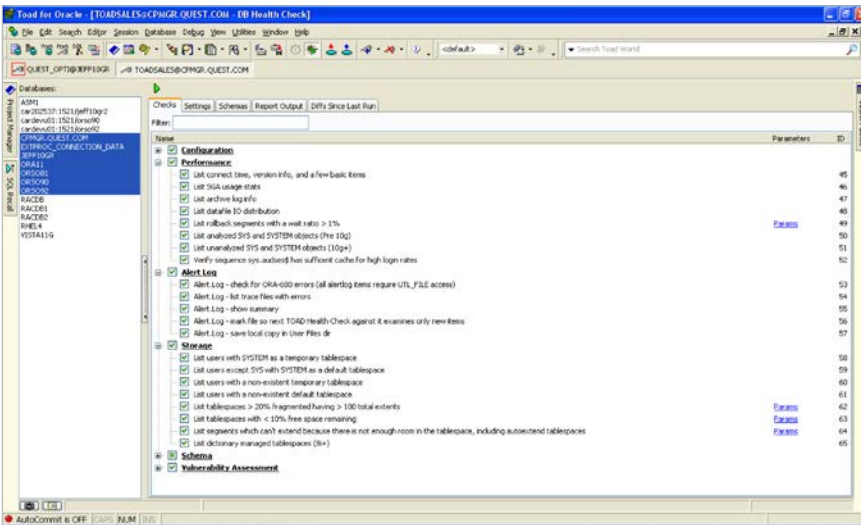 Toad for Oracle - [TOADSALES@CPMGR.QUEST.COM - DB Health Check]
File Edit Search Editor Session Database Debug View Utilities Window Help
<default>
Search Toad World
QUEST_OPTI@JEFF10GR
TOADSALES@CPMGR.QUEST.COM
Databases:
ASM1
car202537:1521/jeff10gr2
cardevu01:1521/orso90
cardevu01:1521/orso92
CPMGR.QUEST.COM
EXTPROC_CONNECTION_DATA
JEFF10GR
ORA11
ORSO81
ORSO90
ORSO92
RACDB
RACDB1
RACDB2
RHEL4
VISTA11G
Project Manager
SQL Recall
Checks Settings Schemas Report Output Diffs Since Last Run
Filter:
Name Parameters ID
Configuration
Performance
List connect time, version info, and a few basic items 45
List SGA usage stats 46
List archive log info 47
List datafile IO distribution 48
List rollback segments with a wait ratio > 1% Params 49
List analyzed SYS and SYSTEM objects (Pre 10g) 50
List unanalyzed SYS and SYSTEM objects (10g+) 51
Verify sequence sys.audses$ has sufficent cache for high login rates 52
Alert Log
Alert.Log - check for ORA-600 errors (all alertlog items require UTL_FILE access) 53
Alert.Log - list trace files with errors 54
Alert.Log - show summary 55
Alert.Log - mark file so next TOAD Health Check against it examines only new items 56
Alert.Log - save local copy in User Files dir 57
Storage
List users with SYSTEM as a temporary tablespace 58
List users except SYS with SYSTEM as a default tablespace 59
List users with a non-existent temporary tablespace 60
List users with a non-existent default tablespace 61
List tablespaces > 20% fragmented having > 100 total extents Params 62
List tablespaces with < 10% free space remaining Params 63
List segments which can't extend because there is not enough room in the tablespace, including autoextend tablespaces Params 64
List dictionary managed tablespaces (8i+) 65
Schema
Vulnerability Assessment
AutoCommit is OFF CAPS NUM INS